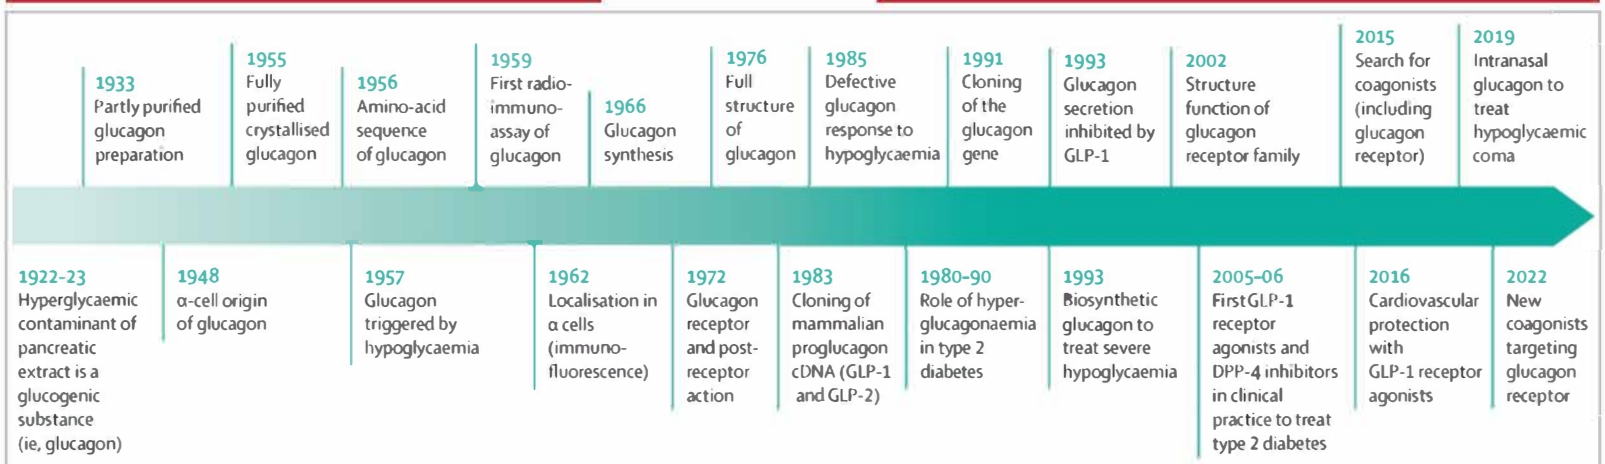 1933
Partly purified
glucagon
preparation
1955
Fully
purified
crystallised
glucagon
1956
Amino-acid
sequence
of glucagon
1959
First radio-
immuno-
assay of
glucagon
1966
Glucagon
synthesis
1976
Full
structure
of
glucagon
1985
Defective
glucagon
response to
hypoglycaemia
1991
Cloning
of the
glucagon
gene
1993
Glucagon
secretion
inhibited by
GLP-1
2002
Structure
function of
glucagon
receptor family
2015
Search for
coagonists
(including
glucagon
receptor)
2019
Intranasal
glucagon to
treat
hypoglycaemic
coma
1922-23
Hyperglycaemic
contaminant of
pancreatic
extract is a
glucogenic
substance
(ie, glucagon)
1948
α-cell origin
of glucagon
1957
Glucagon
triggered by
hypoglycaemia
1962
Localisation in
α cells
(immuno-
fluorescence)
1972
Glucagon
receptor
and post-
receptor
action
1983
Cloning of
mammalian
proglucagon
cDNA (GLP-1
and GLP-2)
1980-90
Role of hyper-
glucagonaemia
in type 2
diabetes
1993
Biosynthetic
glucagon to
treat severe
hypoglycaemia
2005-06
First GLP-1
receptor
agonists and
DPP-4 inhibitors
in clinical
practice to treat
type 2 diabetes
2016
Cardiovascular
protection
with
GLP-1 receptor
agonists
2022
New
coagonists
targeting
glucagon
receptor